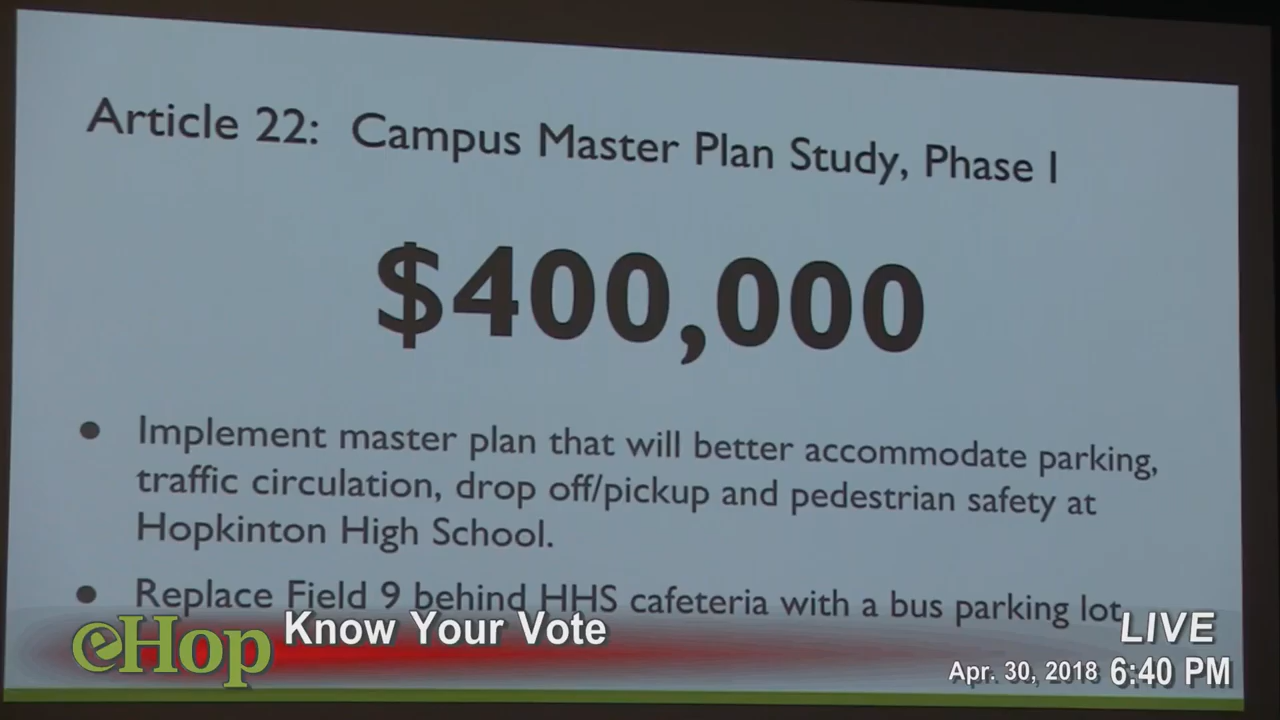 Article 22: Campus Master Plan Study, Phase I
$400,000
● Implement master plan that will better accommodate parking,
traffic circulation, drop off/pickup and pedestrian safety at
Hopkinton High School.
● Replace Field 9 behind HHS cafeteria with a bus parking lot
eHop
Know Your Vote
LIVE
Apr. 30, 2018 6:40 PM